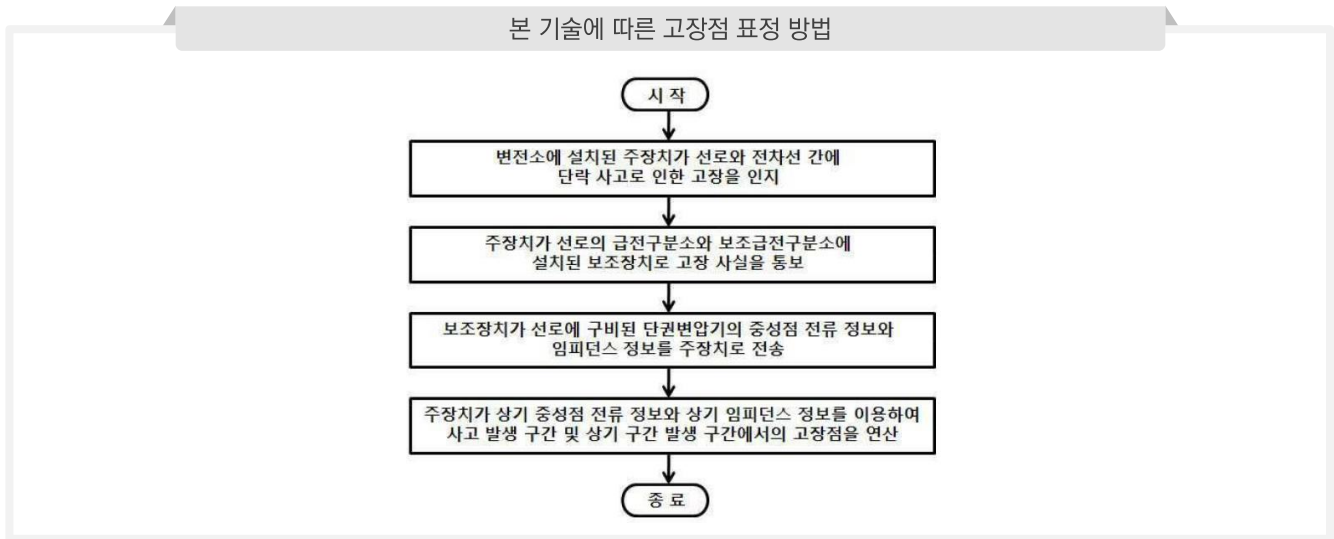 본 기술에 따른 고장점 표정 방법
시 작
변전소에 설치된 주장치가 선로와 전차선 간에
단락 사고로 인한 고장을 인지
주장치가 선로의 급전구분소와 보조급전구분소에
설치된 보조장치로 고장 사실을 통보
보조장치가 선로에 구비된 단권변압기의 중성점 전류 정보와
임피던스 정보를 주장치로 전송
주장치가 상기 중성점 전류 정보와 상기 임피던스 정보를 이용하여
사고 발생 구간 및 상기 구간 발생 구간에서의 고장점을 연산
종 료